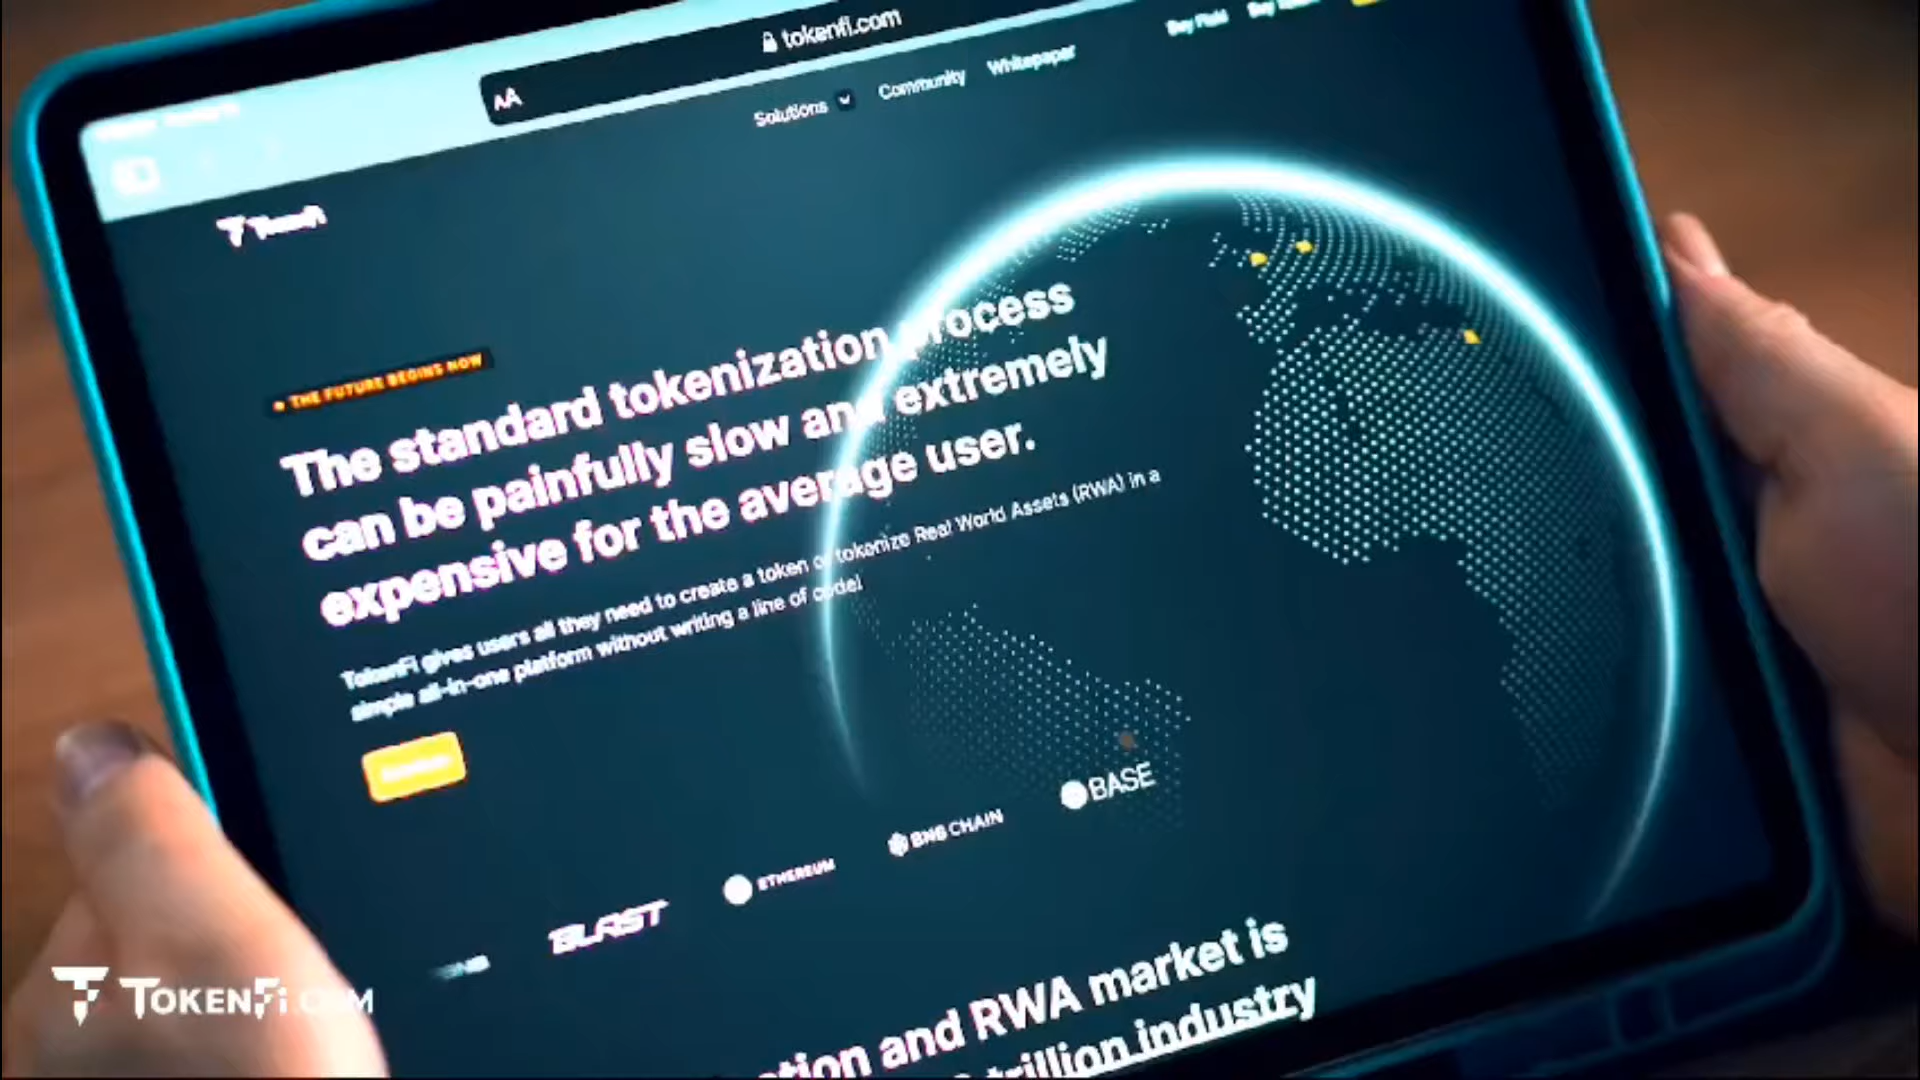 tokenfi.com
AA
Solutions
Community
Whitepaper
TokenFi
THE FUTURE BEGINS NOW
The standard tokenization process
can be painfully slow and extremely
expensive for the average user.
TokenFi gives users all they need to create a token or tokenize Real World Assets (RWA) in a
simple all-in-one platform without writing a line of code!
BLAST
ETHEREUM
BNB CHAIN
BASE
and RWA market is
trillion industry
TOKENFI.COM